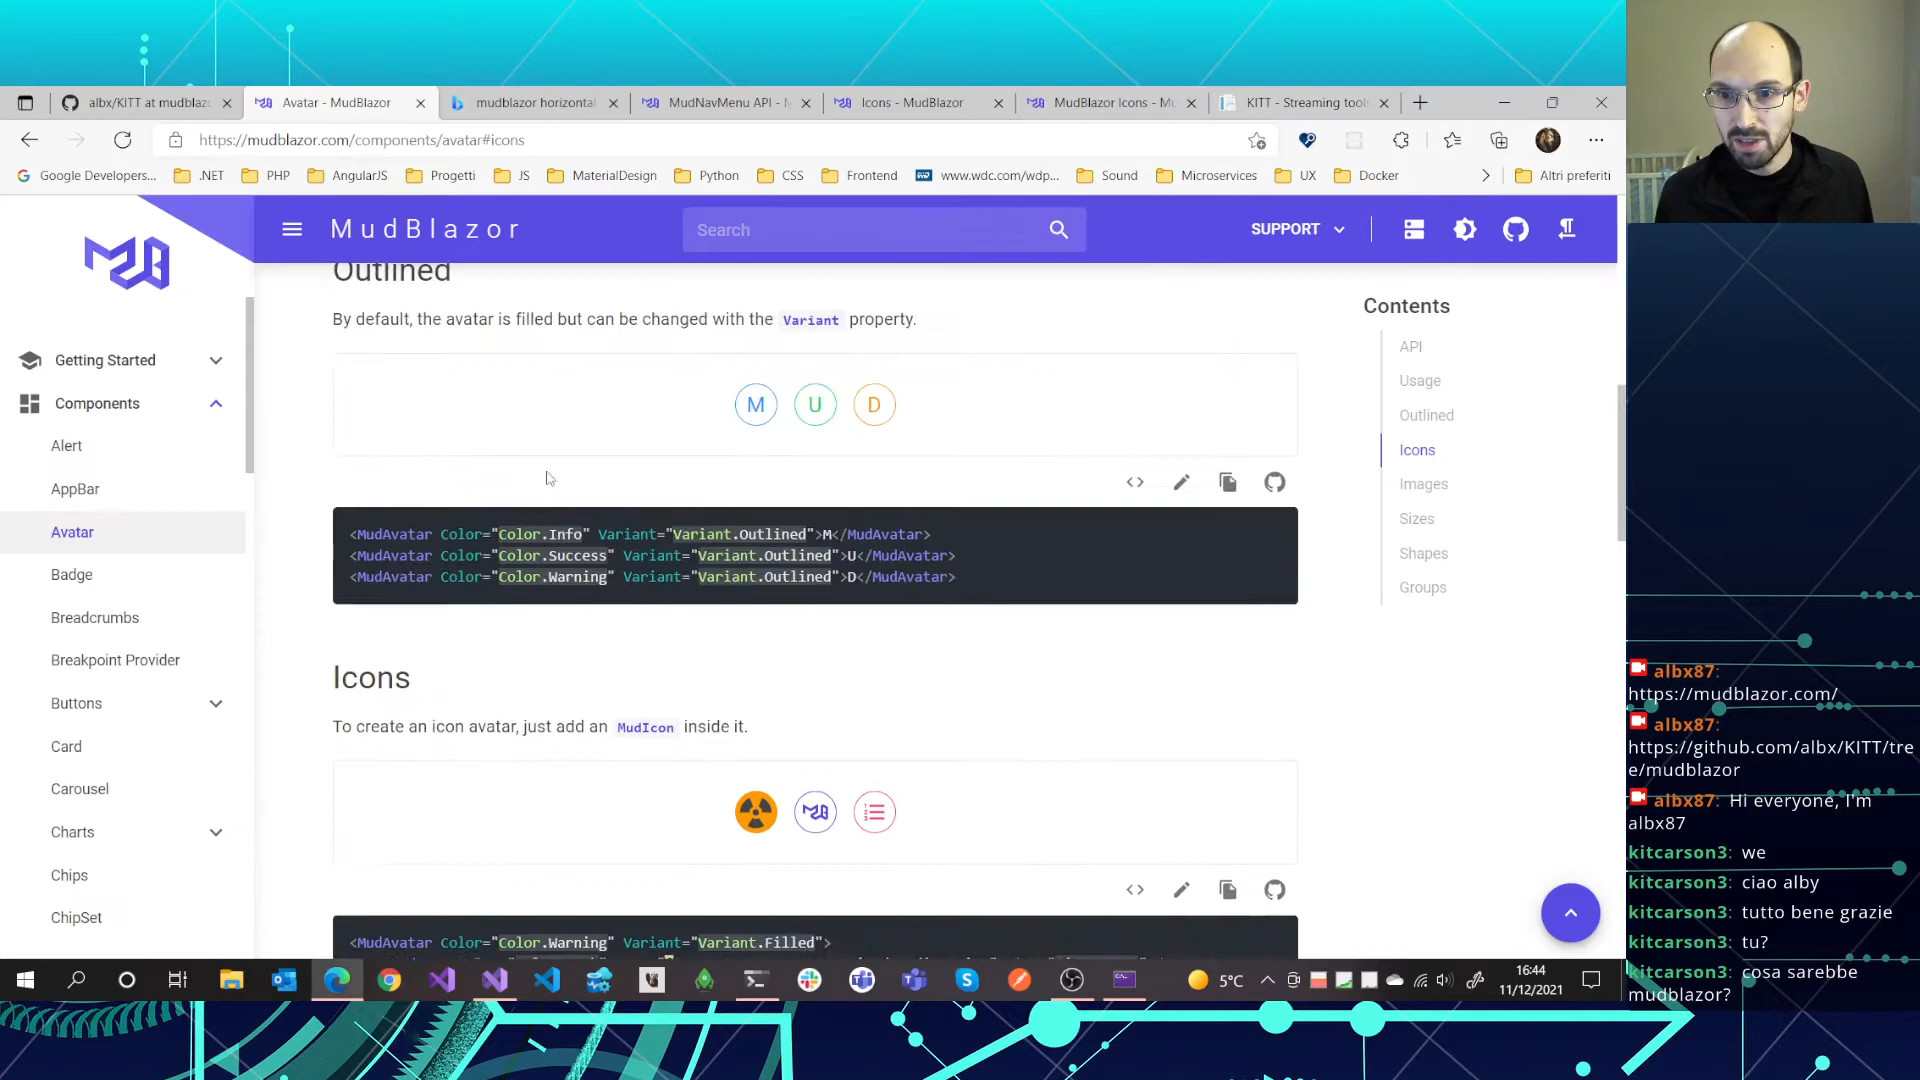 albx/KITT at mudblazo
Avatar - MudBlazor
mudblazor horizontal
MudNavMenu API - M
Icons - MudBlazor
MudBlazor Icons - Mu
KITT - Streaming tools
https://mudblazor.com/components/avatar#icons
Google Developers...
.NET
PHP
AngularJS
Progetti
JS
MaterialDesign
Python
CSS
Frontend
www.wdc.com/wdp...
Sound
Microservices
UX
Docker
Altri preferiti
MudBlazor
Search
SUPPORT
Getting Started
Components
Alert
AppBar
Avatar
Badge
Breadcrumbs
Breakpoint Provider
Buttons
Card
Carousel
Charts
Chips
ChipSet
Outlined
By default, the avatar is filled but can be changed with the Variant property.
M U D
<MudAvatar Color="Color.Info" Variant="Variant.Outlined">M</MudAvatar>
<MudAvatar Color="Color.Success" Variant="Variant.Outlined">U</MudAvatar>
<MudAvatar Color="Color.Warning" Variant="Variant.Outlined">D</MudAvatar>
Icons
To create an icon avatar, just add an MudIcon inside it.
<MudAvatar Color="Color.Warning" Variant="Variant.Filled">
Contents
API
Usage
Outlined
Icons
Images
Sizes
Shapes
Groups
albx87:
https://mudblazor.com/
albx87:
https://github.com/albx/KITT/tre
e/mudblazor
albx87: Hi everyone, I'm
albx87
kitcarson3: we
kitcarson3: ciao alby
kitcarson3: tutto bene grazie
kitcarson3: tu?
kitcarson3: cosa sarebbe
mudblazor?
5°C
16:44
11/12/2021